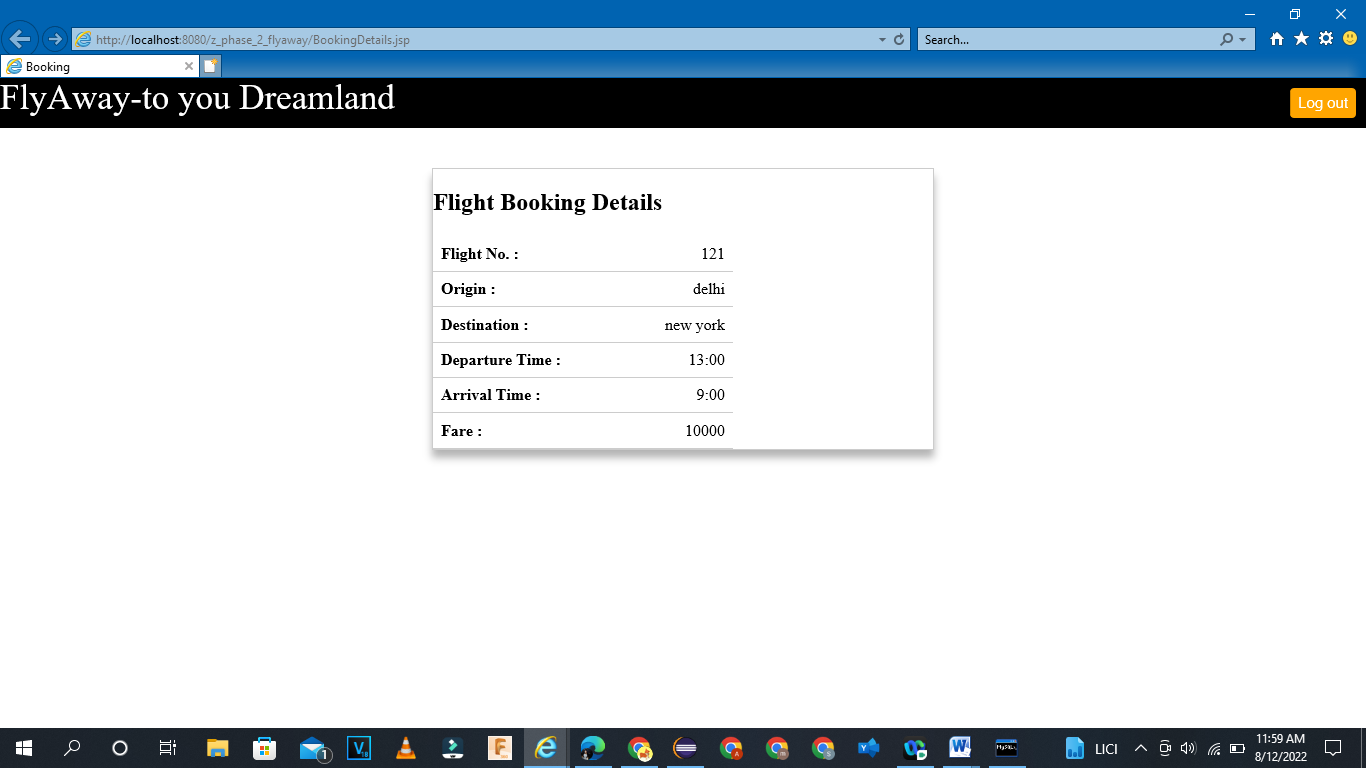 http://localhost:8080/z_phase_2_flyaway/BookingDetails.jsp
Search...
Booking
FlyAway-to you Dreamland
Log out
Flight Booking Details
Flight No. : 121
Origin : delhi
Destination : new york
Departure Time : 13:00
Arrival Time : 9:00
Fare : 10000
1
LICI
11:59 AM
8/12/2022